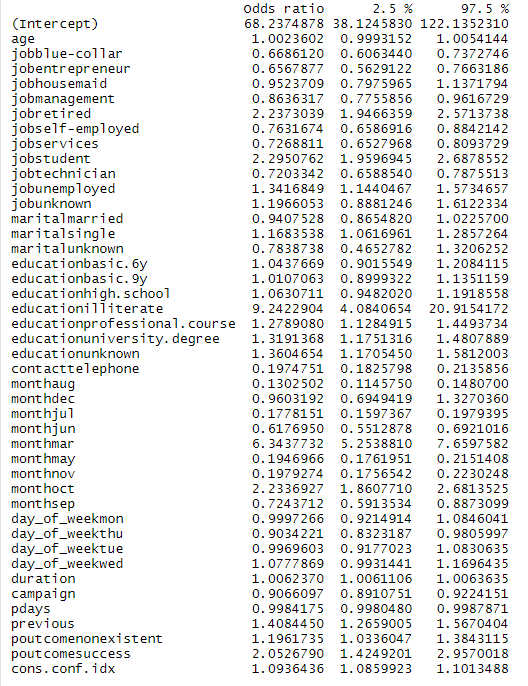 Odds ratio 2.5 % 97.5 %
(Intercept) 68.2374878 38.1245830 122.1352310
age 1.0023602 0.9993152 1.0054144
jobblue-collar 0.6686120 0.6063440 0.7372746
jobentrepreneur 0.6567877 0.5629122 0.7663186
jobhousemaid 0.9523709 0.7975965 1.1371794
jobmanagement 0.8636317 0.7755856 0.9616729
jobretired 2.2373039 1.9466359 2.5713738
jobself-employed 0.7631674 0.6586916 0.8842142
jobservices 0.7268811 0.6527968 0.8093729
jobstudent 2.2950762 1.9596945 2.6878552
jobtechnician 0.7203342 0.6588540 0.7875513
jobunemployed 1.3416849 1.1440467 1.5734657
jobunknown 1.1966053 0.8881246 1.6122334
maritalmarried 0.9407528 0.8654820 1.0225700
maritalsingle 1.1683538 1.0616961 1.2857264
maritalunknown 0.7838738 0.4652782 1.3206252
educationbasic.6y 1.0437669 0.9015549 1.2084115
educationbasic.9y 1.0107063 0.8999322 1.1351159
educationhigh.school 1.0630711 0.9482020 1.1918558
educationilliterate 9.2422904 4.0840654 20.9154172
educationprofessional.course 1.2789080 1.1284915 1.4493734
educationuniversity.degree 1.3191368 1.1751316 1.4807889
educationunknown 1.3604654 1.1705450 1.5812003
contacttelephone 0.1974751 0.1825798 0.2135856
monthaug 0.1302502 0.1145750 0.1480700
monthdec 0.9603192 0.6949419 1.3270360
monthjul 0.1778151 0.1597367 0.1979395
monthjun 0.6176950 0.5512878 0.6921016
monthmar 6.3437732 5.2538810 7.6597582
monthmay 0.1946966 0.1761951 0.2151408
monthnov 0.1979274 0.1756542 0.2230248
monthoct 2.2336927 1.8607710 2.6813525
monthsep 0.7243712 0.5913534 0.8873099
day_of_weekmon 0.9997266 0.9214914 1.0846041
day_of_weekthu 0.9034221 0.8323187 0.9805997
day_of_weektue 0.9969603 0.9177023 1.0830635
day_of_weekwed 1.0777869 0.9931441 1.1696435
duration 1.0062370 1.0061106 1.0063635
campaign 0.9066097 0.8910751 0.9224151
pdays 0.9984175 0.9980480 0.9987871
previous 1.4084450 1.2659005 1.5670404
poutcomenonexistent 1.1961735 1.0336047 1.3843115
poutcomesuccess 2.0526790 1.4249201 2.9570018
cons.conf.idx 1.0936436 1.0859923 1.1013488